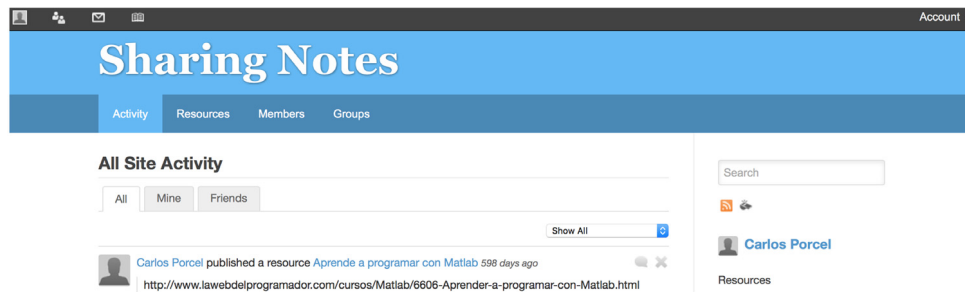 Account
Sharing Notes
Activity Resources Members Groups
All Site Activity
All Mine Friends
Show All
Carlos Porcel published a resource Aprende a programar con Matlab 598 days ago
http://www.lawebdelprogramador.com/cursos/Matlab/6606-Aprender-a-programar-con-Matlab.html
Search
Carlos Porcel
Resources